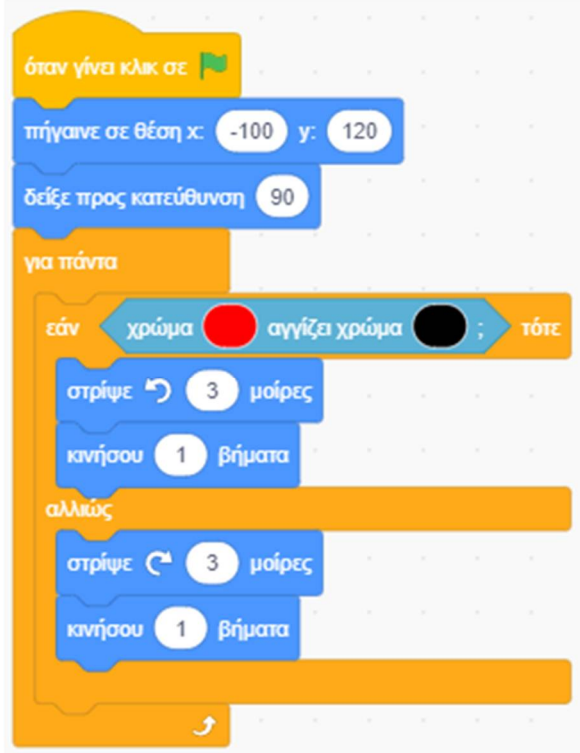 όταν γίνει κλικ σε
πήγαινε σε θέση x: -100 y: 120
δείξε προς κατεύθυνση 90
για πάντα
εάν χρώμα αγγίζει χρώμα ; τότε
στρίψε 3 μοίρες
κινήσου 1 βήματα
αλλιώς
στρίψε 3 μοίρες
κινήσου 1 βήματα